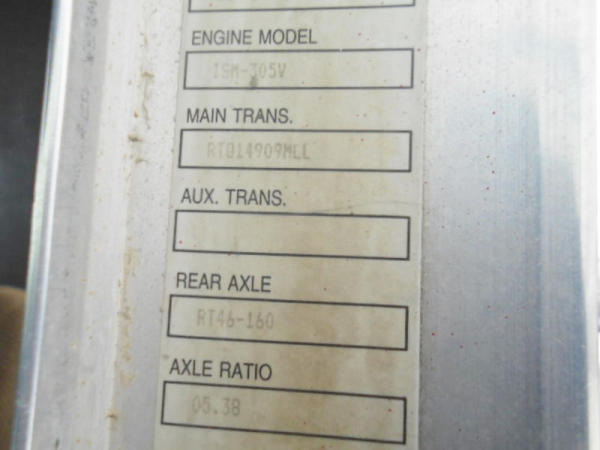 ENGINE MODEL
ISM-305V
MAIN TRANS.
RTO14909MLL
AUX. TRANS.
REAR AXLE
RT46-160
AXLE RATIO
05.38